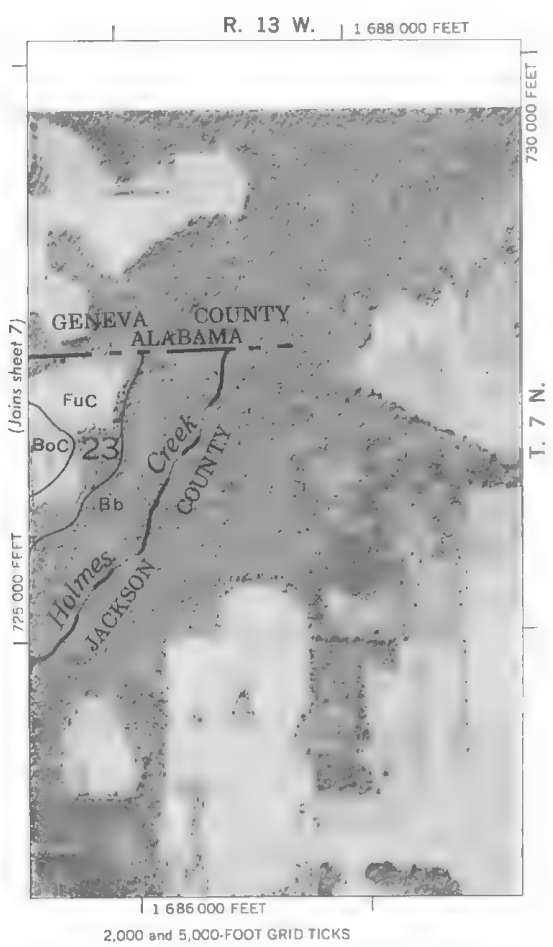 R. 13 W.
1 688 000 FEET
730 000 FEET
GENEVA COUNTY
ALABAMA
(Joins sheet 7)
FuC
BoC
23
Bb
Creek
COUNTY
T. 7 N.
725 000 FEET
Holmes
JACKSON
1 686 000 FEET
2,000 and 5,000-FOOT GRID TICKS